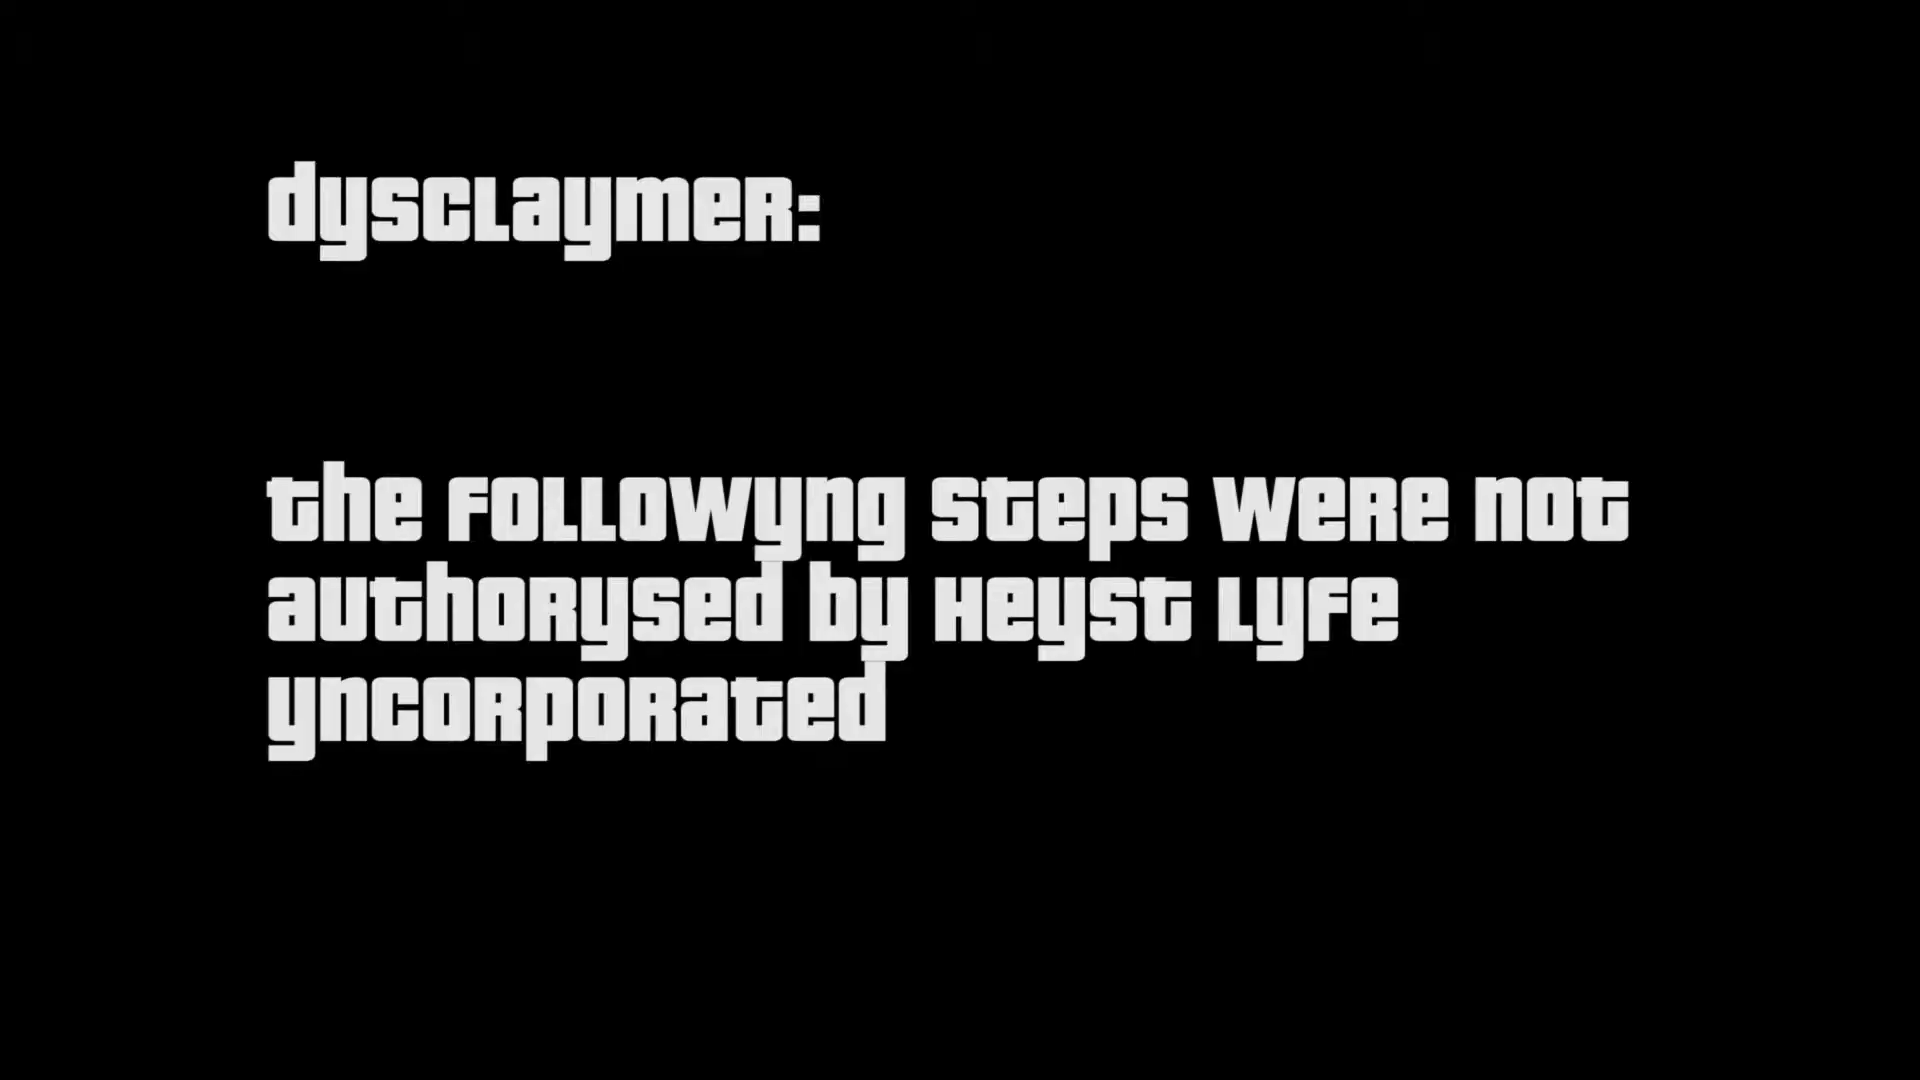 dysclaymer:
the followyng steps were not
authorysed by Heyst Lyfe
yncorporated